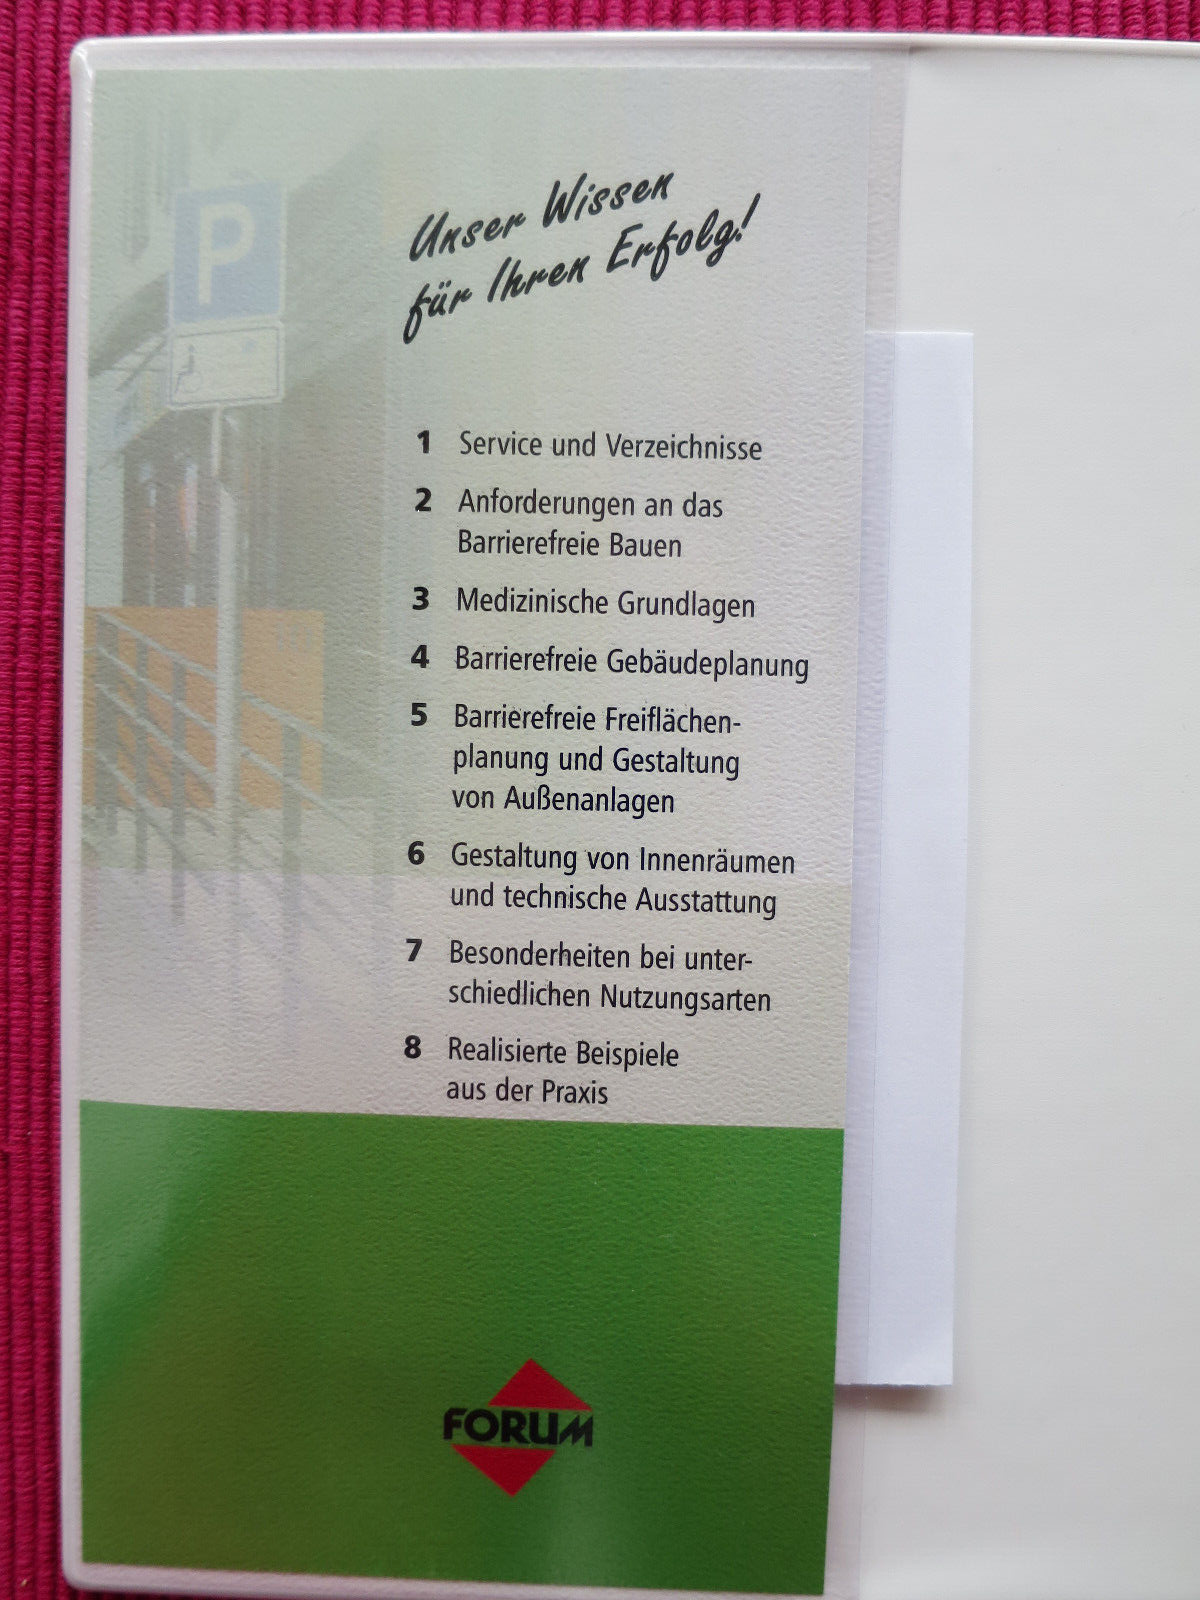 P
Unser Wissen
für Ihren Erfolg!
1 Service und Verzeichnisse
2 Anforderungen an das
Barrierefreie Bauen
3 Medizinische Grundlagen
4 Barrierefreie Gebäudeplanung
5 Barrierefreie Freiflächen-
planung und Gestaltung
von Außenanlagen
6 Gestaltung von Innenräumen
und technische Ausstattung
7 Besonderheiten bei unter-
schiedlichen Nutzungsarten
8 Realisierte Beispiele
aus der Praxis
FORUM